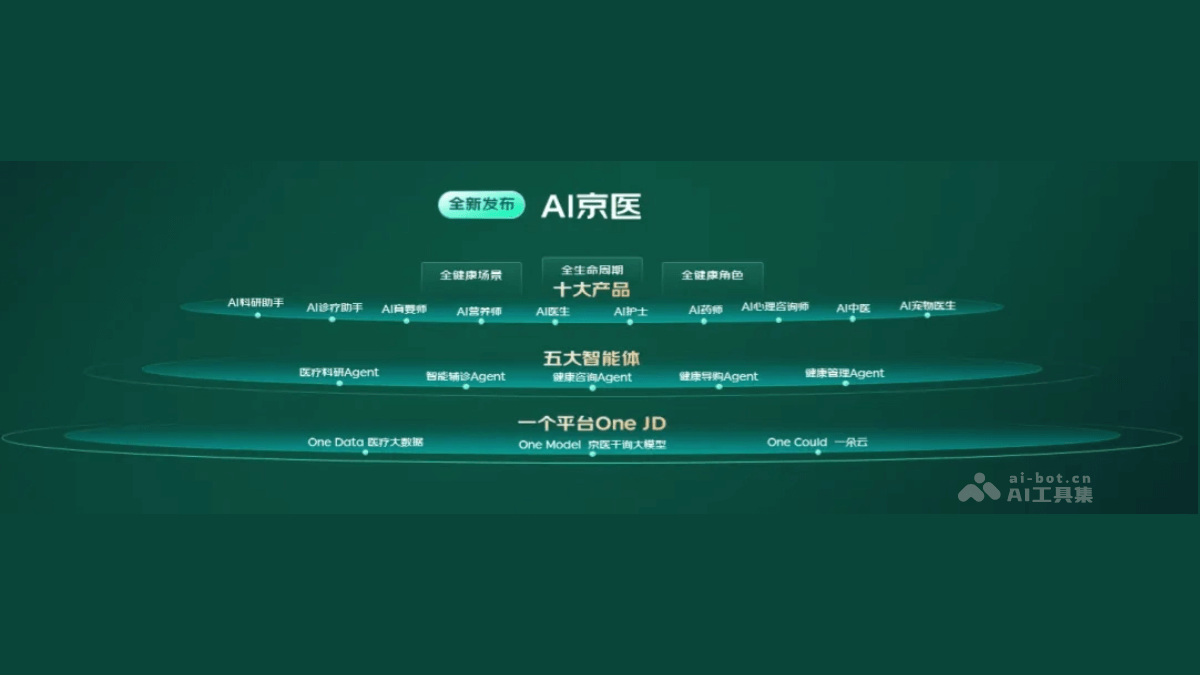 全新发布 AI京医
全健康场景 全生命周期 全健康角色
十大产品
AI科研助手 AI诊疗助手 AI育婴师 AI营养师 AI医生 AI护士 AI药师 AI心理咨询师 AI中医 AI宠物医生
五大智能体
医疗科研Agent 智能辅诊Agent 健康咨询Agent 健康导购Agent 健康管理Agent
一个平台One JD
One Data 医疗大数据 One Model 京医千询大模型 One Could 一朵云
ai-bot.cn
AI工具集